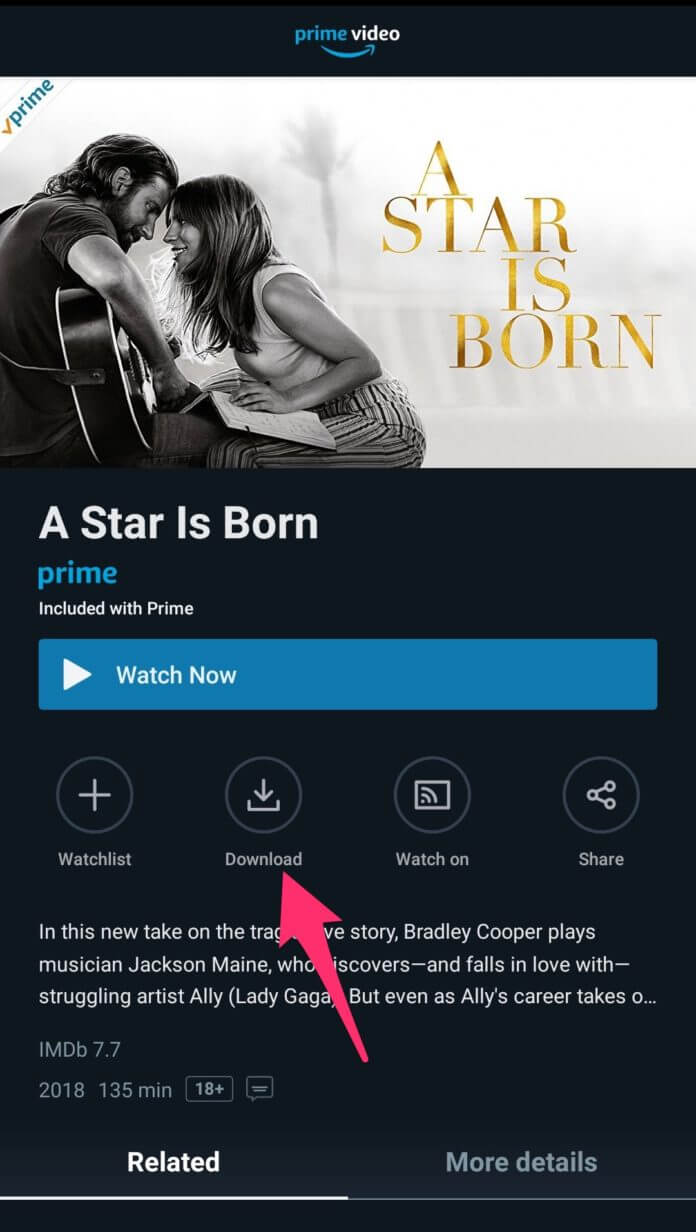 prime video
prime
A
STAR
IS
BORN
A Star Is Born
prime
Included with Prime
Watch Now
Watchlist
Download
Watch on
Share
In this new take on the trag ve story, Bradley Cooper plays
musician Jackson Maine, who iscovers—and falls in love with—
struggling artist Ally (Lady Gaga) But even as Ally's career takes o…
IMDb 7.7
2018 135 min 18+
Related
More details